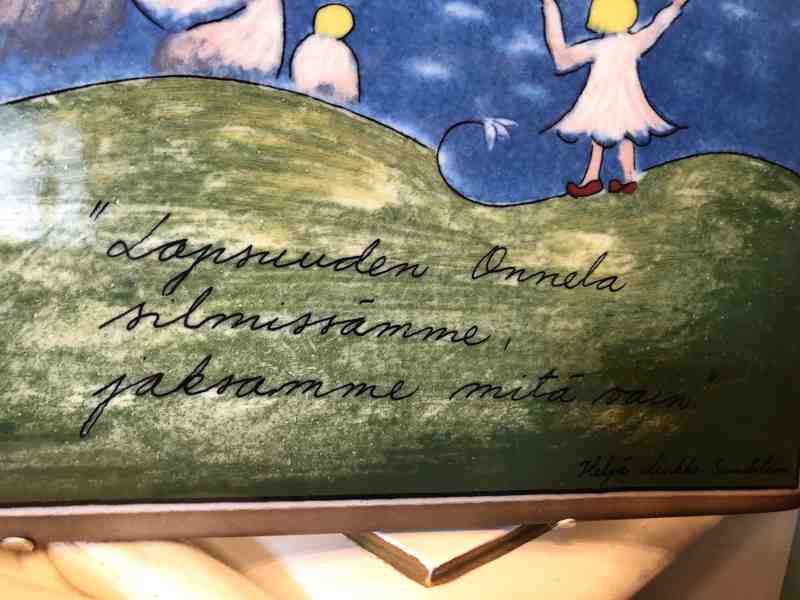 "Lapsuuden Onnela
silmissämme,
jaksamme mitä vain."
Heljä Liukko-Sundström